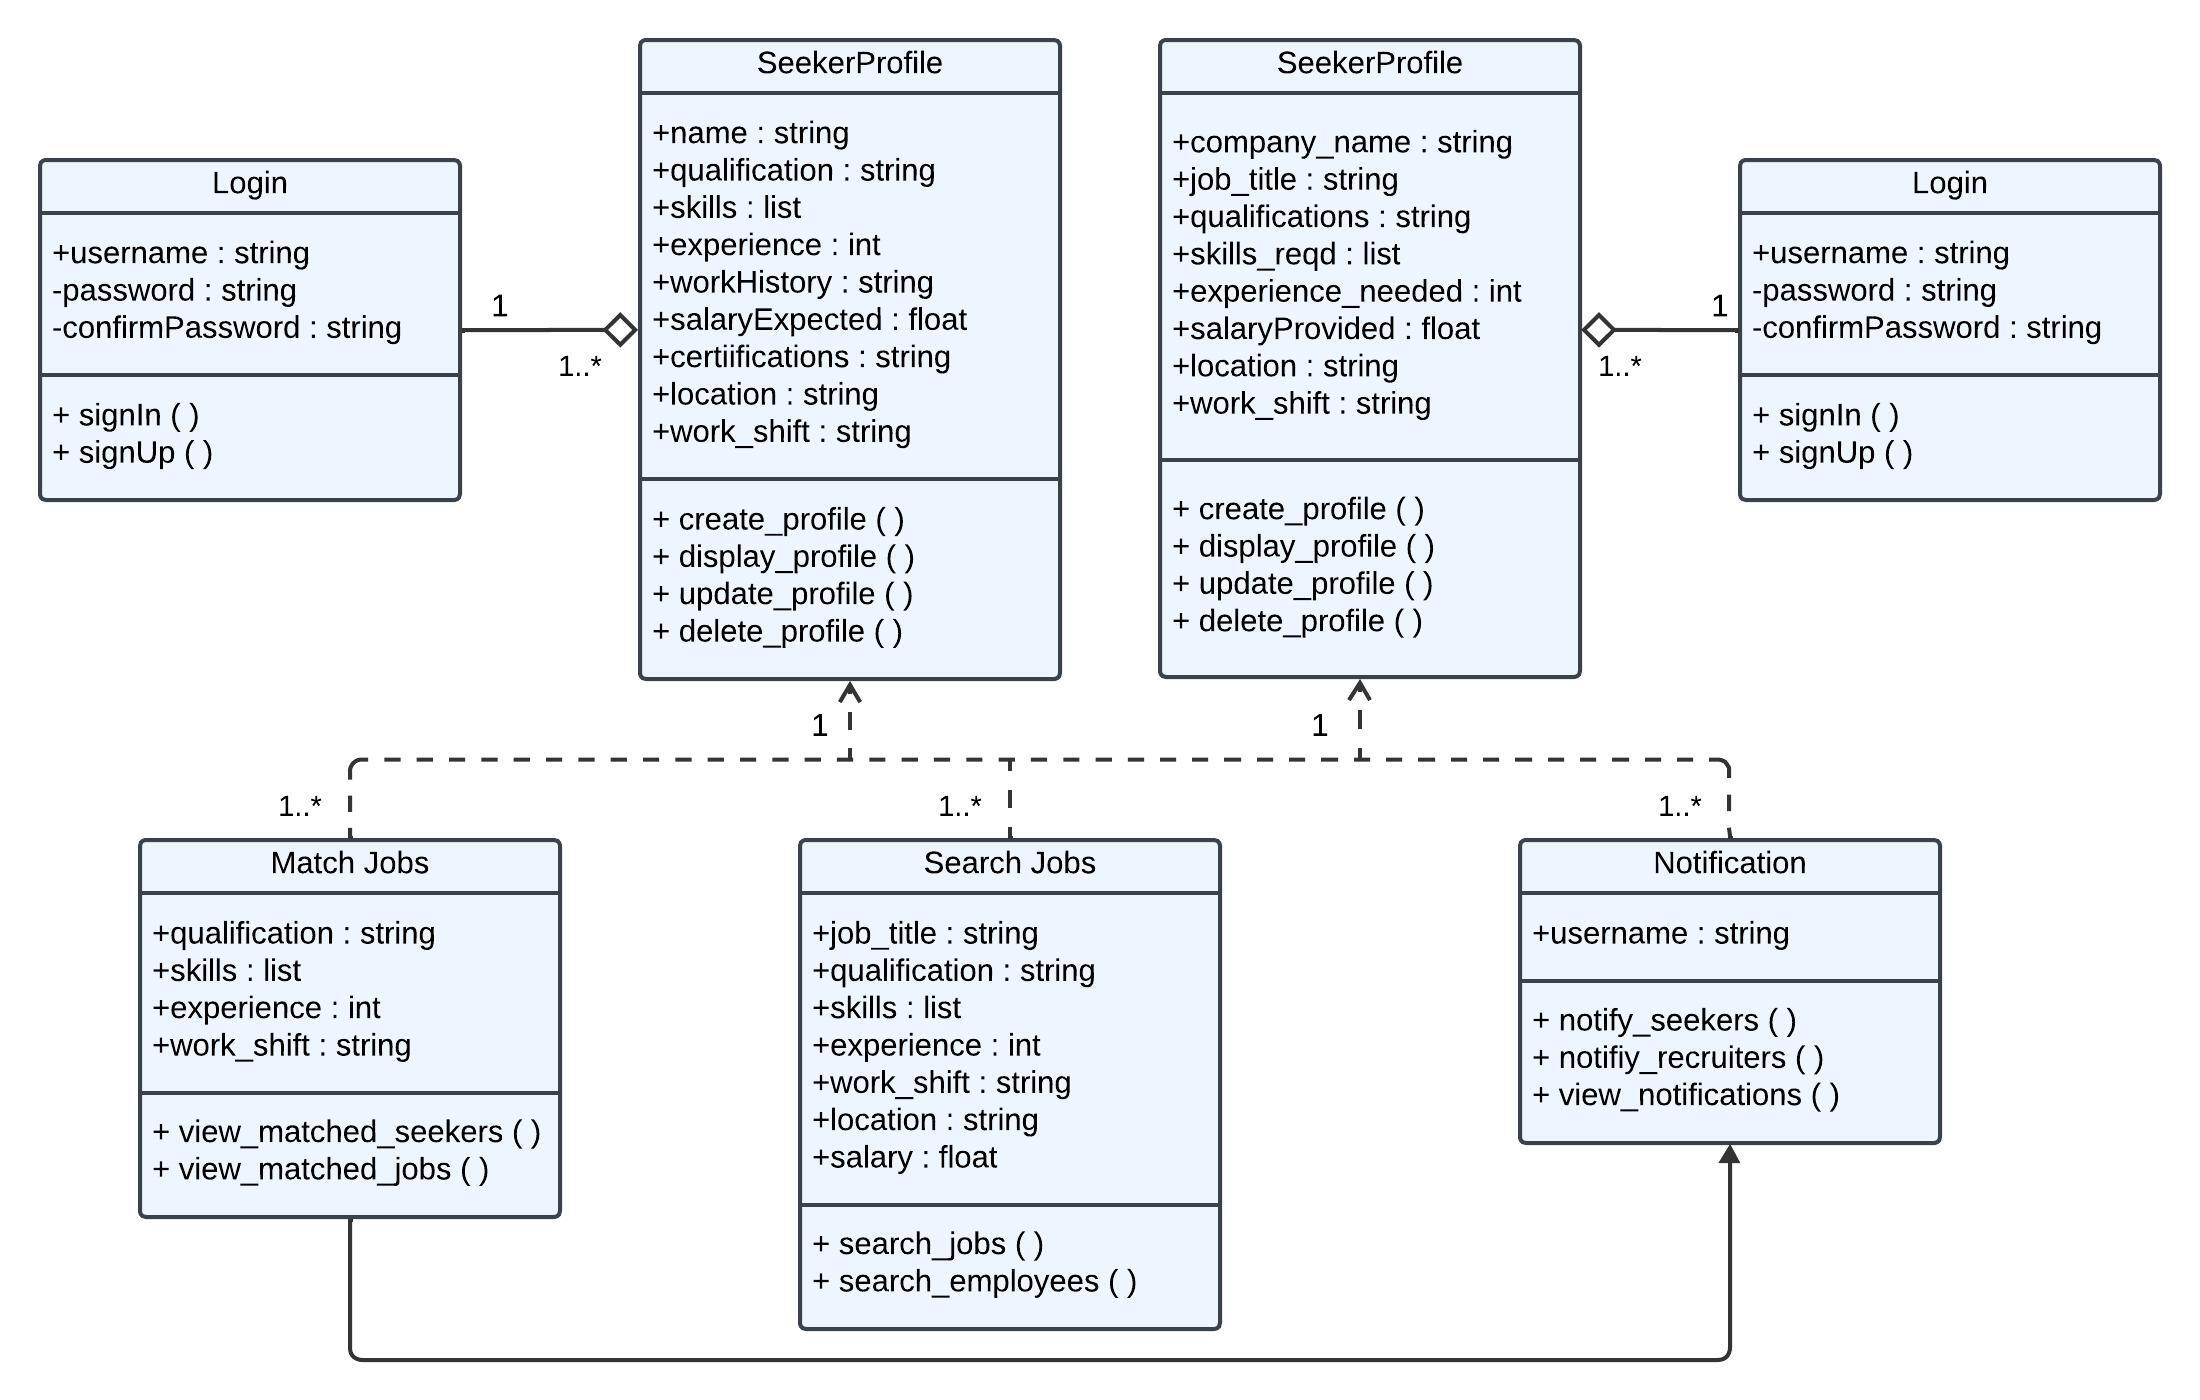 SeekerProfile
+name : string
+qualification : string
+skills : list
+experience : int
+workHistory : string
+salaryExpected : float
+certiifications : string
+location : string
+work_shift : string
+ create_profile ( )
+ display_profile ( )
+ update_profile ( )
+ delete_profile ( )
SeekerProfile
+company_name : string
+job_title : string
+qualifications : string
+skills_reqd : list
+experience_needed : int
+salaryProvided : float
+location : string
+work_shift : string
+ create_profile ( )
+ display_profile ( )
+ update_profile ( )
+ delete_profile ( )
Login
+username : string
-password : string
-confirmPassword : string
+ signIn ( )
+ signUp ( )
1
1..*
Login
+username : string
-password : string
-confirmPassword : string
+ signIn ( )
+ signUp ( )
1
1..*
1
1
1..*
1..*
1..*
Match Jobs
+qualification : string
+skills : list
+experience : int
+work_shift : string
+ view_matched_seekers ( )
+ view_matched_jobs ( )
Search Jobs
+job_title : string
+qualification : string
+skills : list
+experience : int
+work_shift : string
+location : string
+salary : float
+ search_jobs ( )
+ search_employees ( )
Notification
+username : string
+ notify_seekers ( )
+ notifiy_recruiters ( )
+ view_notifications ( )